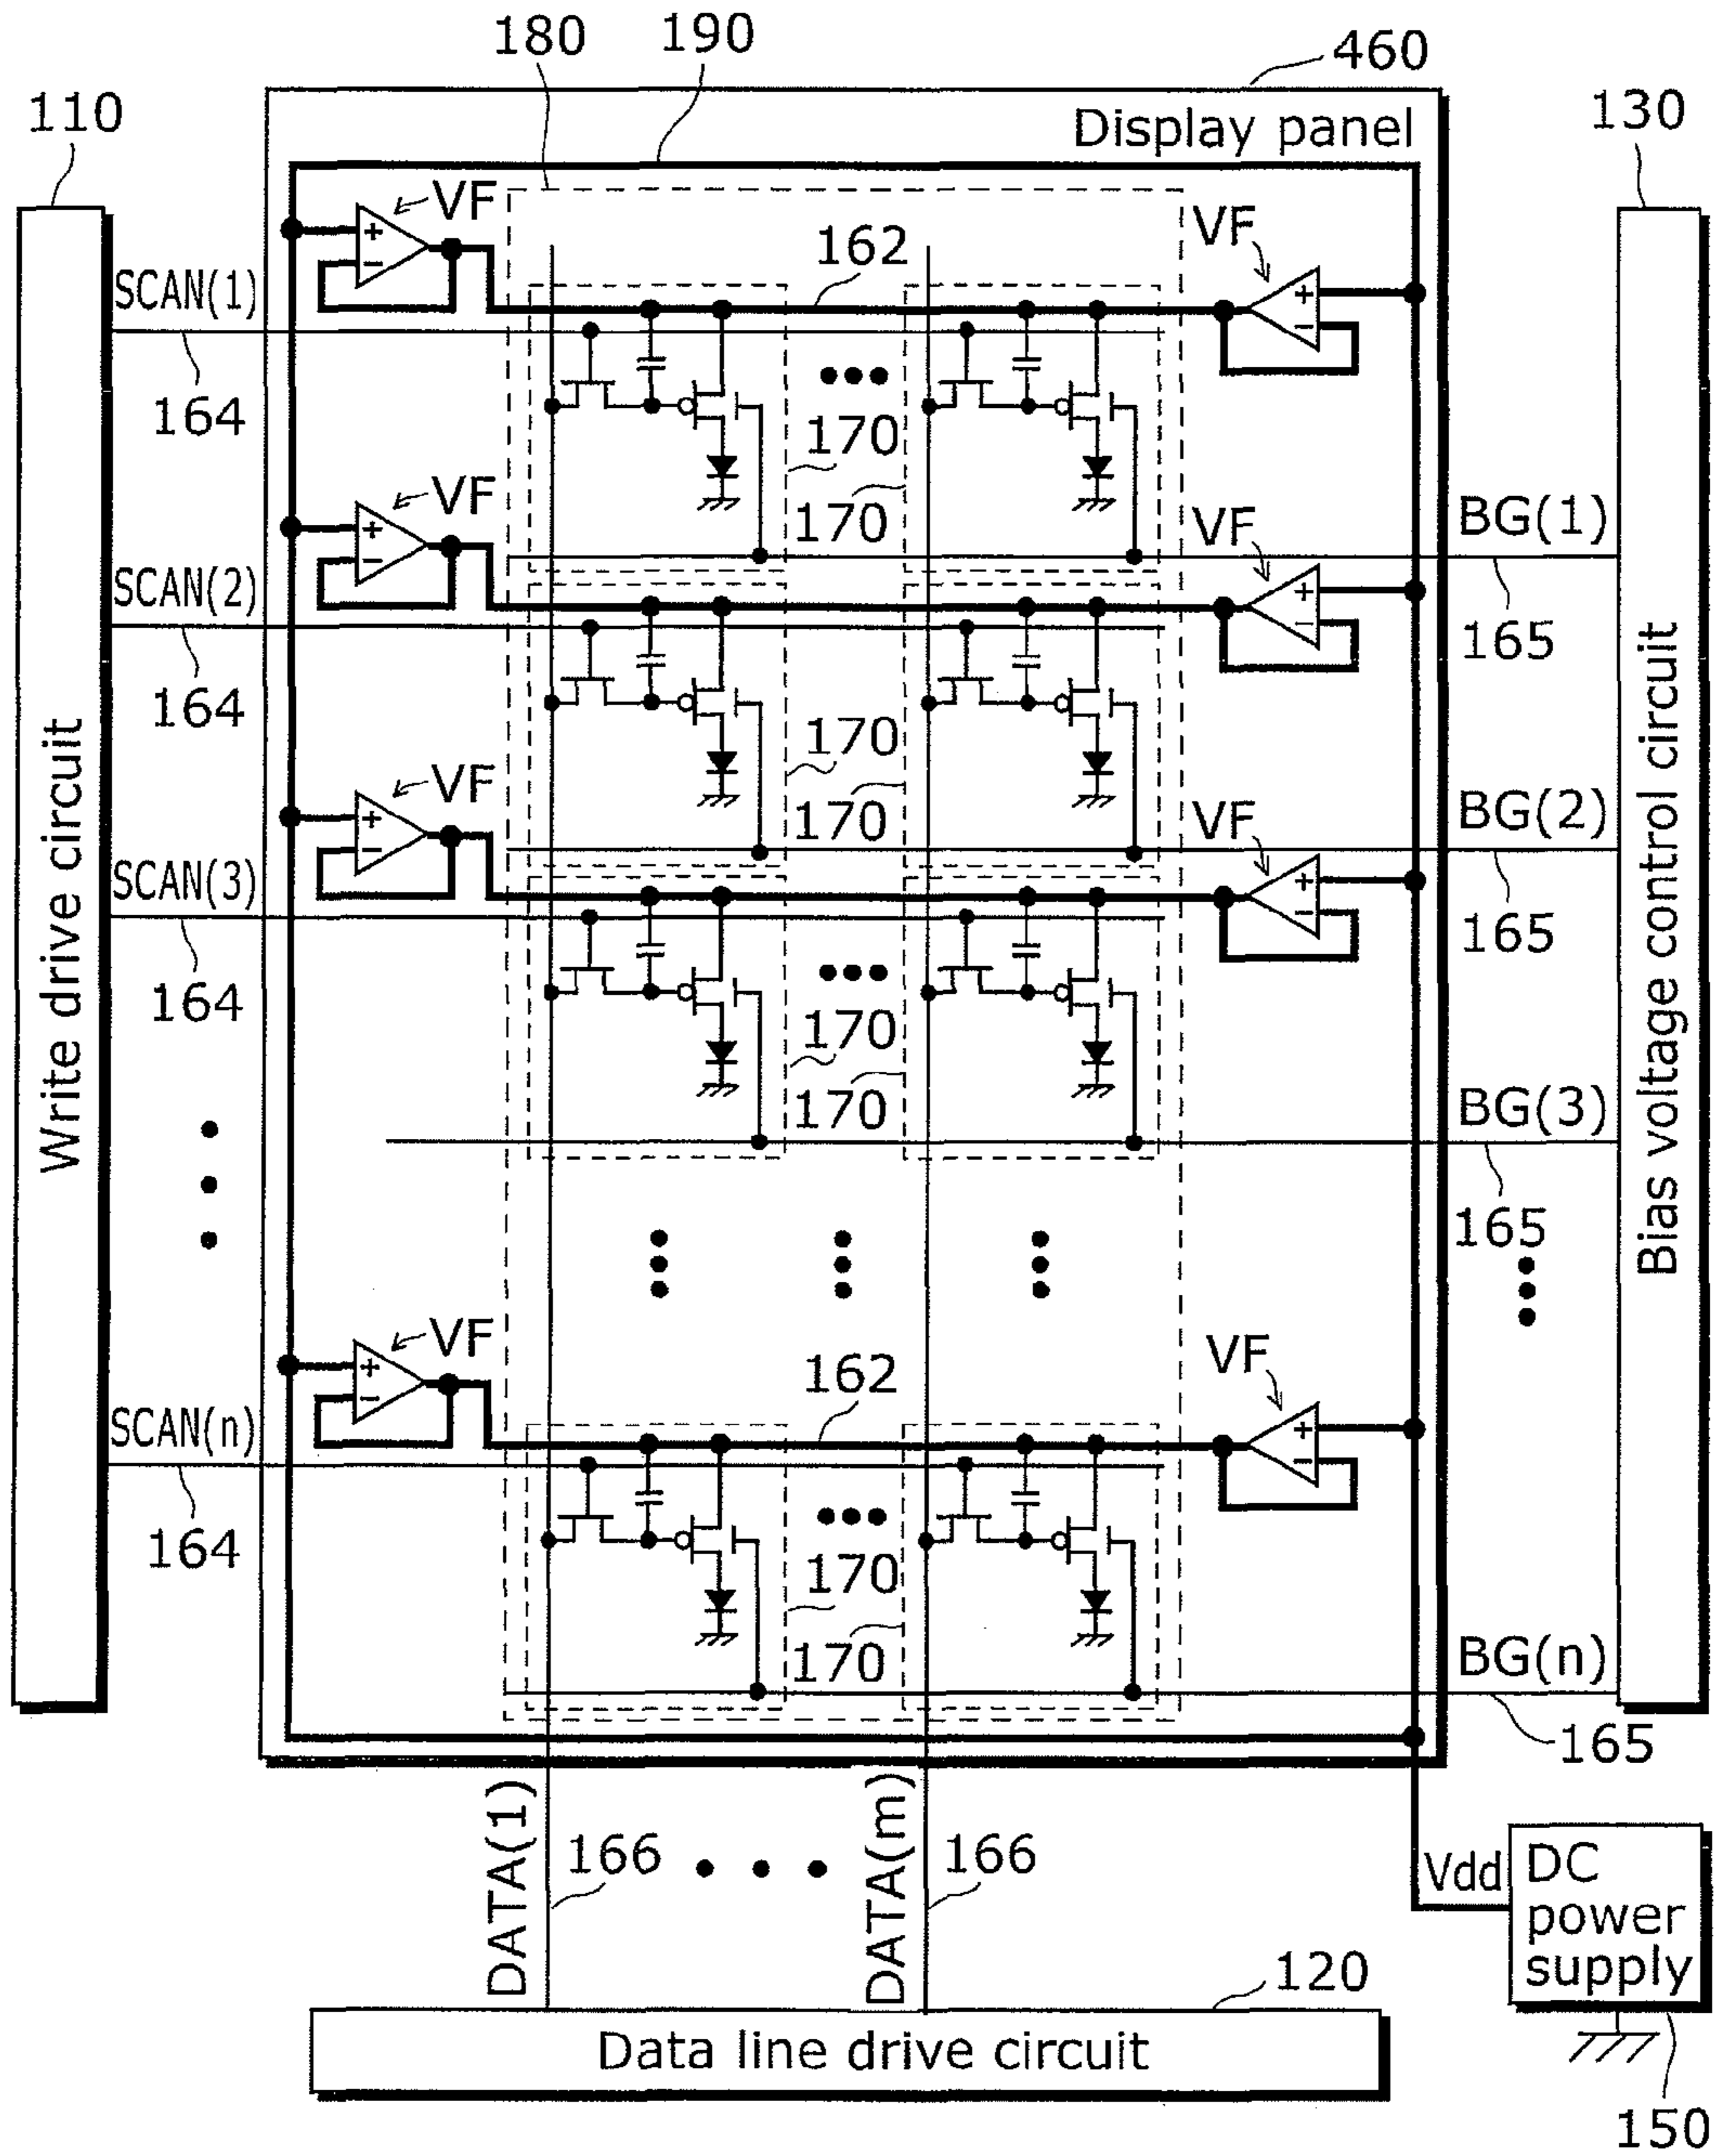 180
190
460
110
Display panel
130
VF
162
VF
SCAN(1)
164
170
170
VF
BG(1)
VF
SCAN(2)
165
164
170
170
VF
BG(2)
VF
SCAN(3)
165
164
170
170
BG(3)
165
Write drive circuit
Bias voltage control circuit
VF
162
VF
SCAN(n)
164
170
170
BG(n)
165
DATA(1)
166
DATA(m)
166
Vdd
DC
power
supply
120
Data line drive circuit
150
+
−
+
−
+
−
+
−
+
−
+
−
+
−
+
−